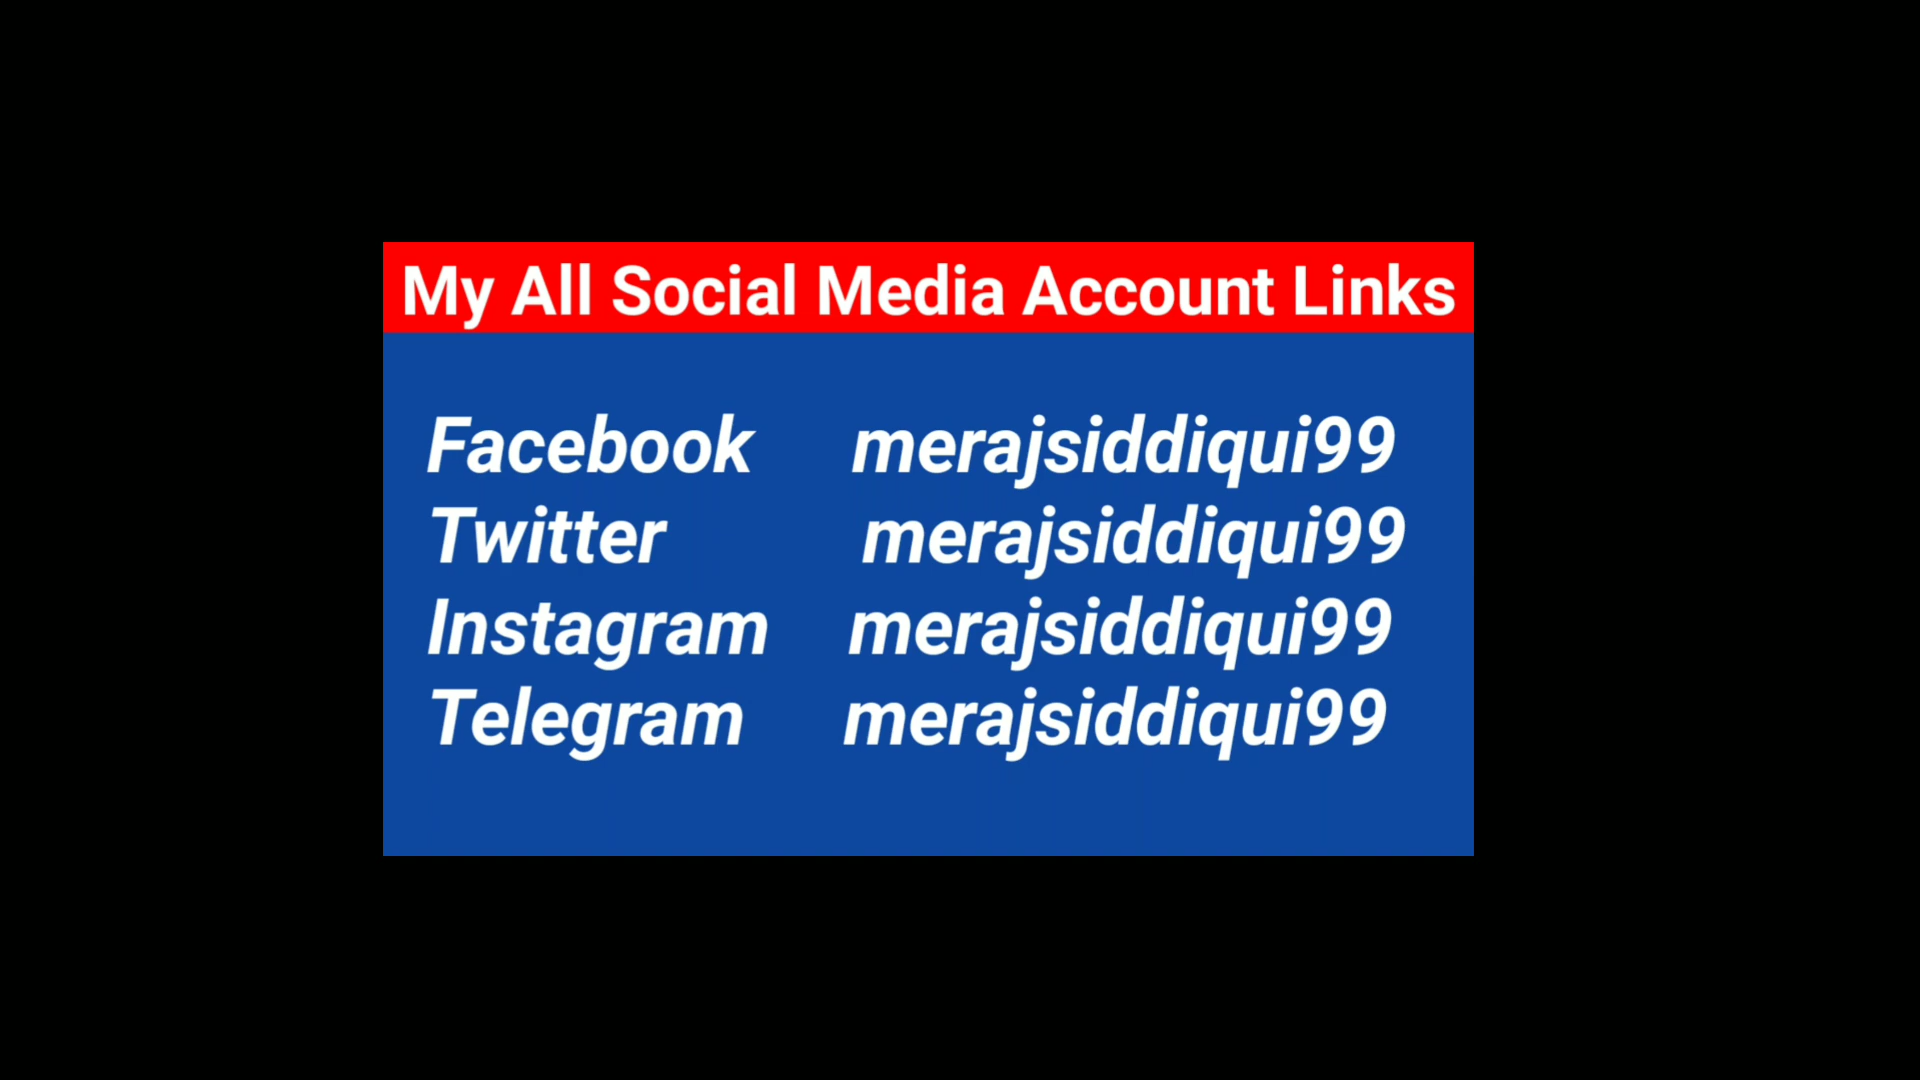 My All Social Media Account Links
Facebook merajsiddiqui99
Twitter merajsiddiqui99
Instagram merajsiddiqui99
Telegram merajsiddiqui99